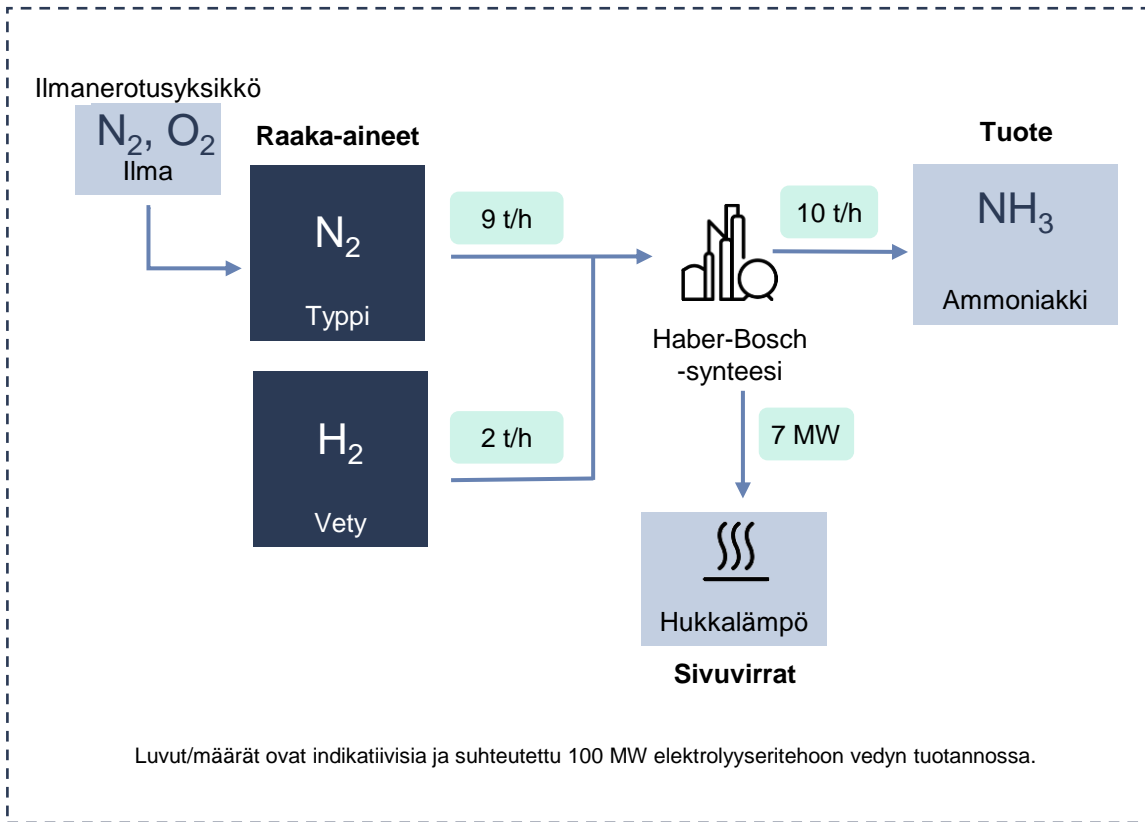 Ilmanerotusyksikkö
N₂, O₂
Ilma
Raaka-aineet
N₂
Typpi
9 t/h
H₂
Vety
2 t/h
Haber-Bosch
-synteesi
10 t/h
Tuote
NH₃
Ammoniakki
7 MW
Hukkalämpö
Sivuvirrat
Luvut/määrät ovat indikatiivisia ja suhteutettu 100 MW elektrolyyseritehoon vedyn tuotannossa.